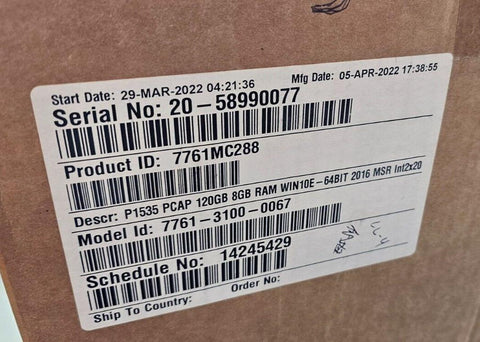 Start Date: 29-MAR-2022 04:21:36 Mfg Date: 05-APR-2022 17:38:55
Serial No: 20-58990077
Product ID: 7761MC288
Descr: P1535 PCAP 120GB 8GB RAM WIN10E-64BIT 2016 MSR Int2x20
Model Id: 7761-3100-0067
Schedule No: 14245429
Ship To Country: Order No: